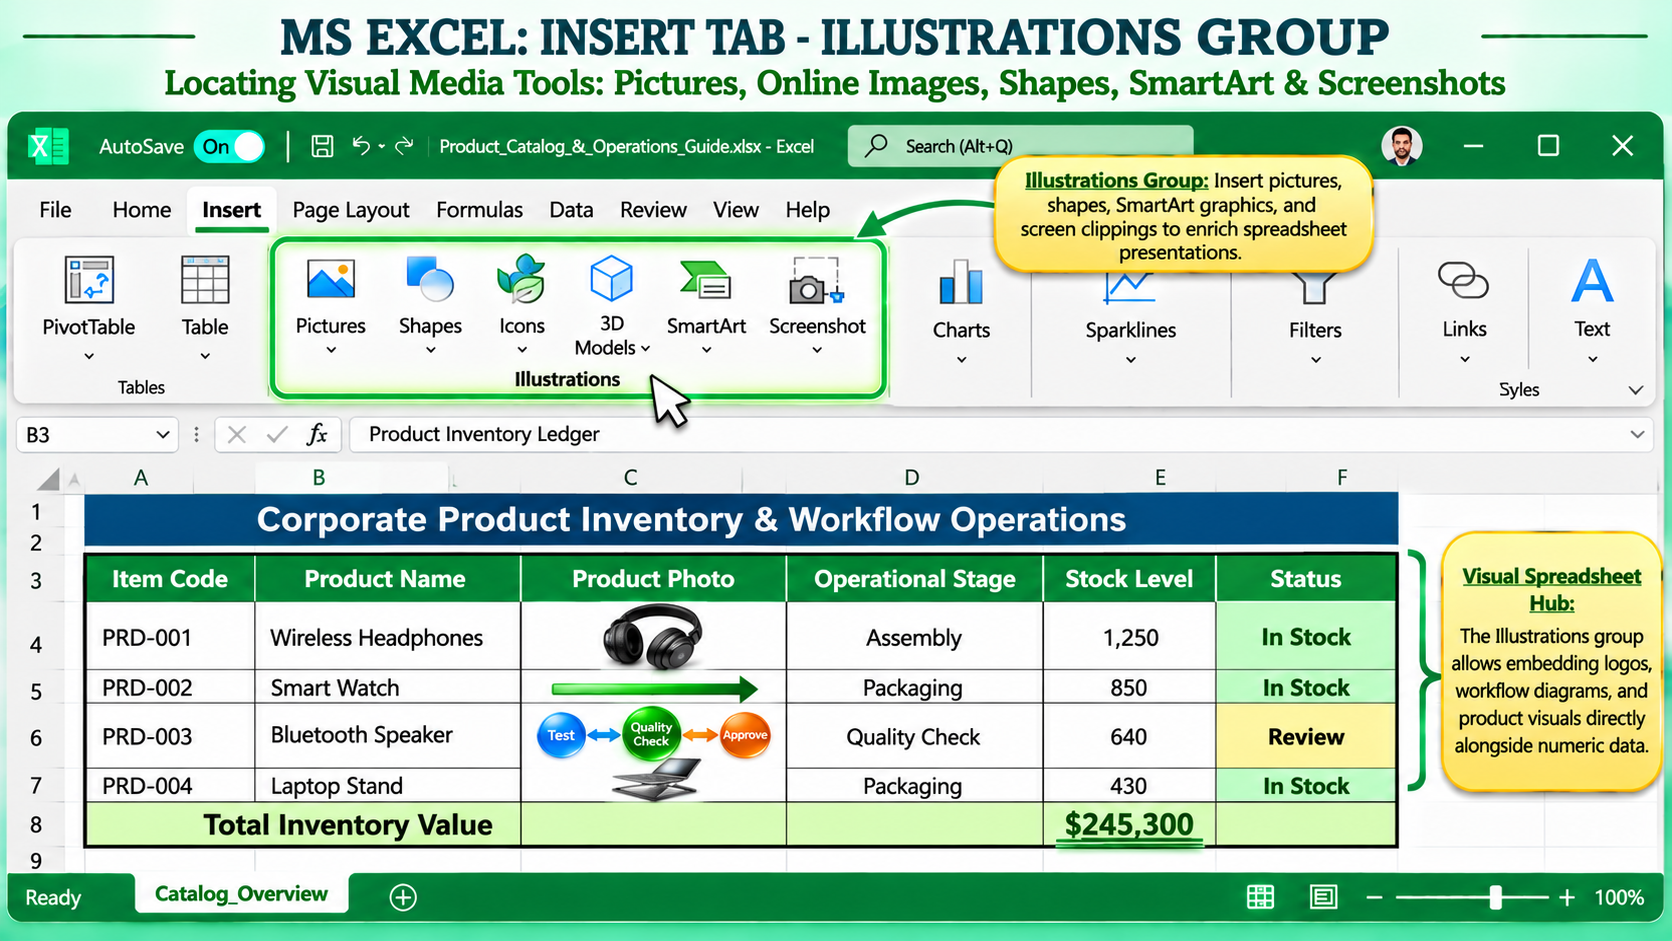 MS EXCEL: INSERT TAB - ILLUSTRATIONS GROUP
Locating Visual Media Tools: Pictures, Online Images, Shapes, SmartArt & Screenshots
X AutoSave On Product_Catalog_&_Operations_Guide.xlsx - Excel Search (Alt+Q)
File Home Insert Page Layout Formulas Data Review View Help
Illustrations Group: Insert pictures,
shapes, SmartArt graphics, and
screen clippings to enrich spreadsheet
presentations.
PivotTable Table
Tables
Pictures Shapes Icons 3D Models SmartArt Screenshot
Illustrations
Charts Sparklines Filters Links A Text
Syles
B3 fx Product Inventory Ledger
A B C D E F
1 Corporate Product Inventory & Workflow Operations
2
3 Item Code Product Name Product Photo Operational Stage Stock Level Status
4 PRD-001 Wireless Headphones Assembly 1,250 In Stock
5 PRD-002 Smart Watch Packaging 850 In Stock
6 PRD-003 Bluetooth Speaker Test Quality Check Approve Quality Check 640 Review
7 PRD-004 Laptop Stand Packaging 430 In Stock
8 Total Inventory Value $245,300
9
Visual Spreadsheet
Hub:
The Illustrations group
allows embedding logos,
workflow diagrams, and
product visuals directly
alongside numeric data.
Ready Catalog_Overview 100%